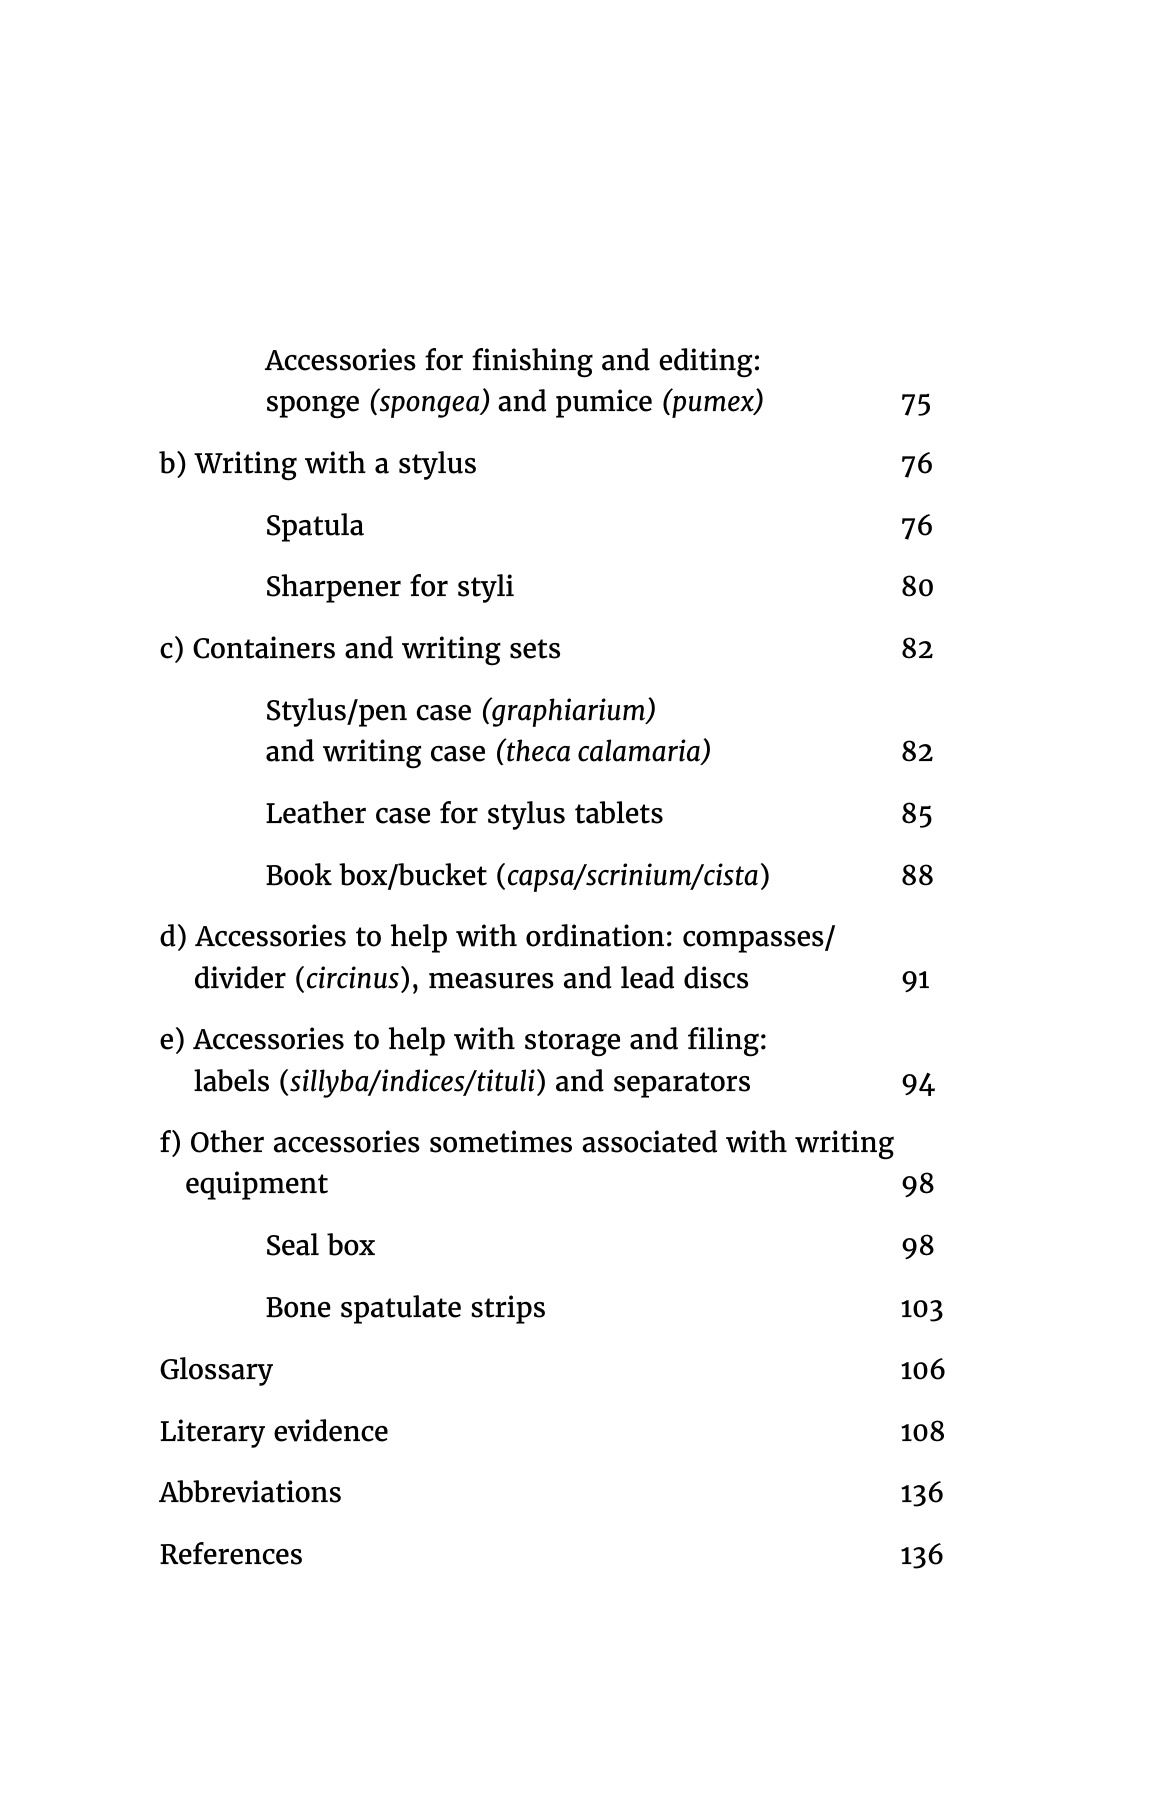 Accessories for finishing and editing:
sponge (spongea) and pumice (pumex) 75
b) Writing with a stylus 76
Spatula 76
Sharpener for styli 80
c) Containers and writing sets 82
Stylus/pen case (graphiarium)
and writing case (theca calamaria) 82
Leather case for stylus tablets 85
Book box/bucket (capsa/scrinium/cista) 88
d) Accessories to help with ordination: compasses/
divider (circinus), measures and lead discs 91
e) Accessories to help with storage and filing:
labels (sillyba/indices/tituli) and separators 94
f) Other accessories sometimes associated with writing
equipment 98
Seal box 98
Bone spatulate strips 103
Glossary 106
Literary evidence 108
Abbreviations 136
References 136